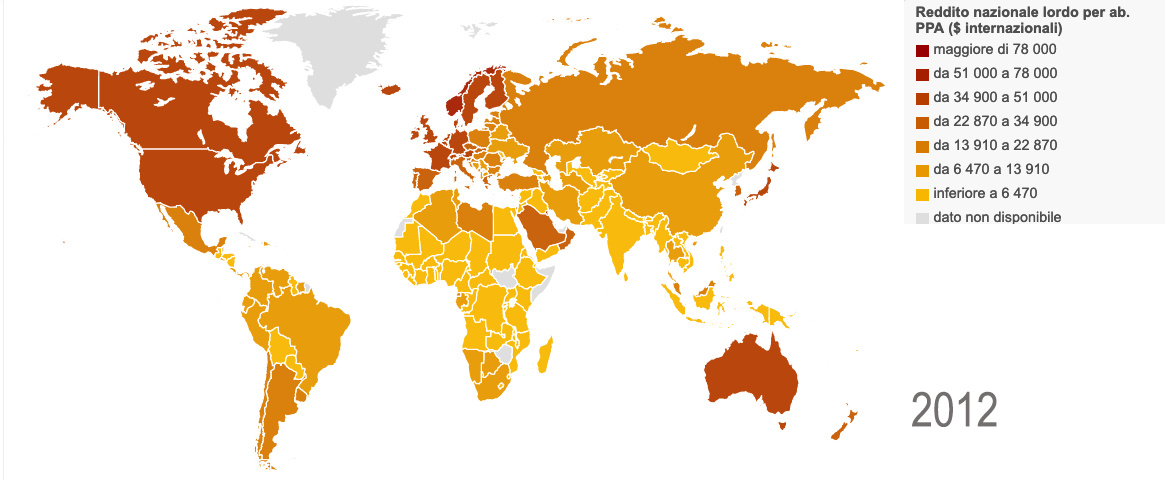 Reddito nazionale lordo per ab.
PPA ($ internazionali)
maggiore di 78 000
da 51 000 a 78 000
da 34 900 a 51 000
da 22 870 a 34 900
da 13 910 a 22 870
da 6 470 a 13 910
inferiore a 6 470
dato non disponibile
2012